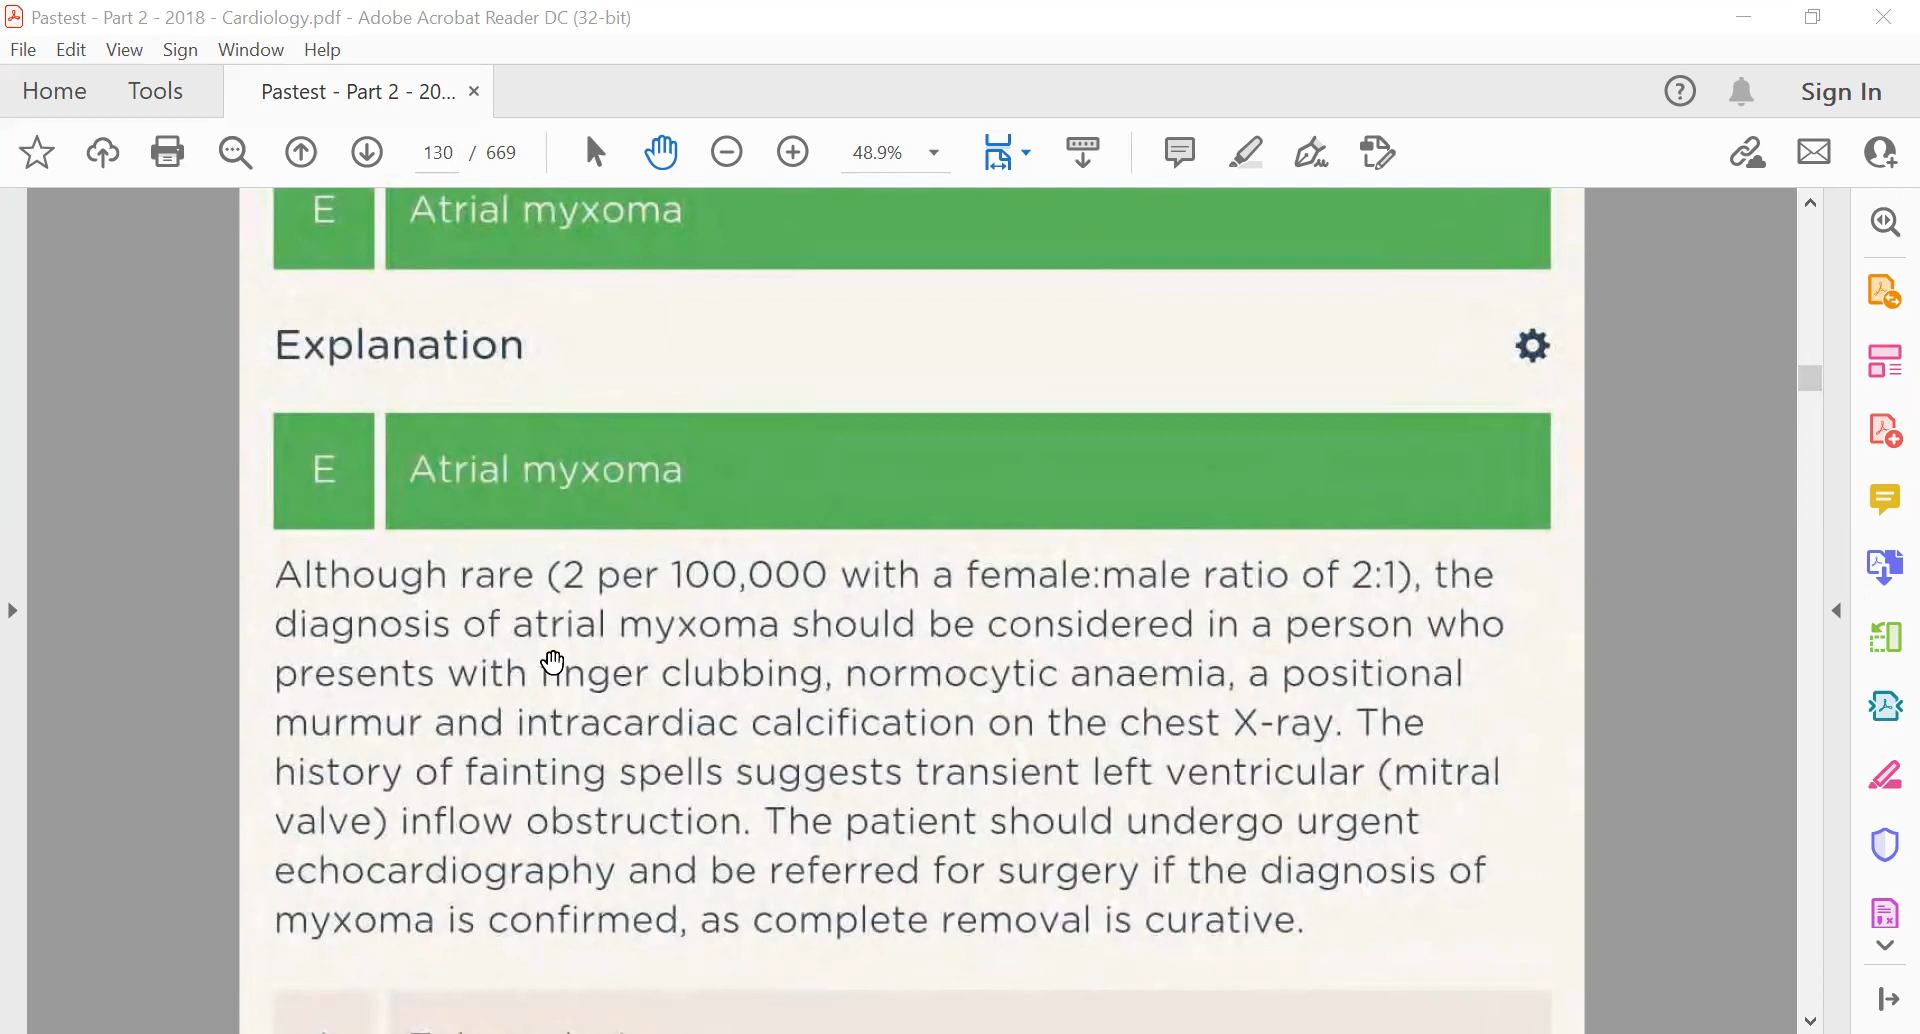 Pastest - Part 2 - 2018 - Cardiology.pdf - Adobe Acrobat Reader DC (32-bit)
File Edit View Sign Window Help
Home Tools Pastest - Part 2 - 20... × Sign In
130 / 669 48.9%
E Atrial myxoma
Explanation
E Atrial myxoma
Although rare (2 per 100,000 with a female:male ratio of 2:1), the
diagnosis of atrial myxoma should be considered in a person who
presents with finger clubbing, normocytic anaemia, a positional
murmur and intracardiac calcification on the chest X-ray. The
history of fainting spells suggests transient left ventricular (mitral
valve) inflow obstruction. The patient should undergo urgent
echocardiography and be referred for surgery if the diagnosis of
myxoma is confirmed, as complete removal is curative.